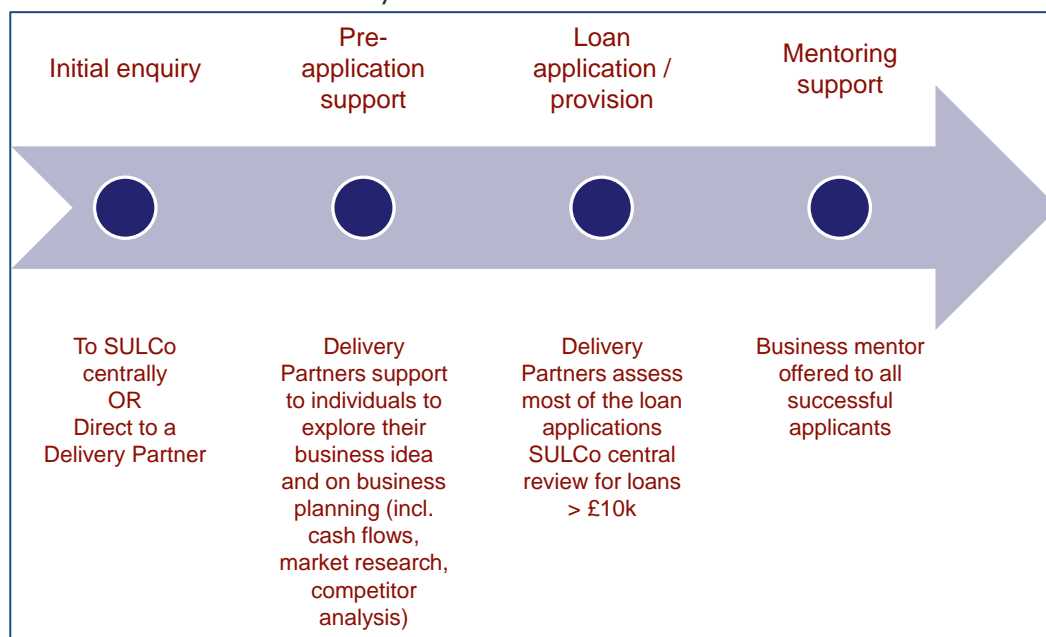 Initial enquiry
Pre-
application
support
Loan
application /
provision
Mentoring
support
To SULCo
centrally
OR
Direct to a
Delivery Partner
Delivery
Partners support
to individuals to
explore their
business idea
and on business
planning (incl.
cash flows,
market research,
competitor
analysis)
Delivery
Partners assess
most of the loan
applications
SULCo central
review for loans
> £10k
Business mentor
offered to all
successful
applicants